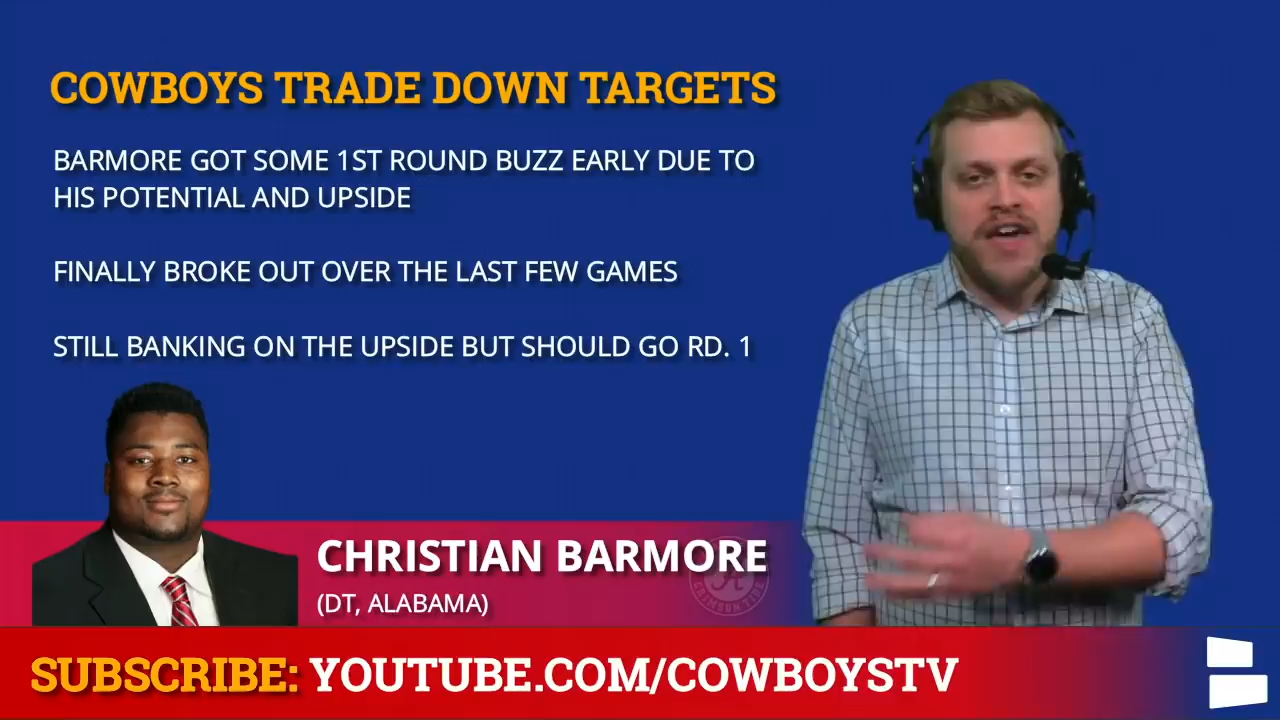 COWBOYS TRADE DOWN TARGETS
BARMORE GOT SOME 1ST ROUND BUZZ EARLY DUE TO
HIS POTENTIAL AND UPSIDE
FINALLY BROKE OUT OVER THE LAST FEW GAMES
STILL BANKING ON THE UPSIDE BUT SHOULD GO RD. 1
CHRISTIAN BARMORE
(DT, ALABAMA)
CRIMSON TIDE
SUBSCRIBE: YOUTUBE.COM/COWBOYSTV